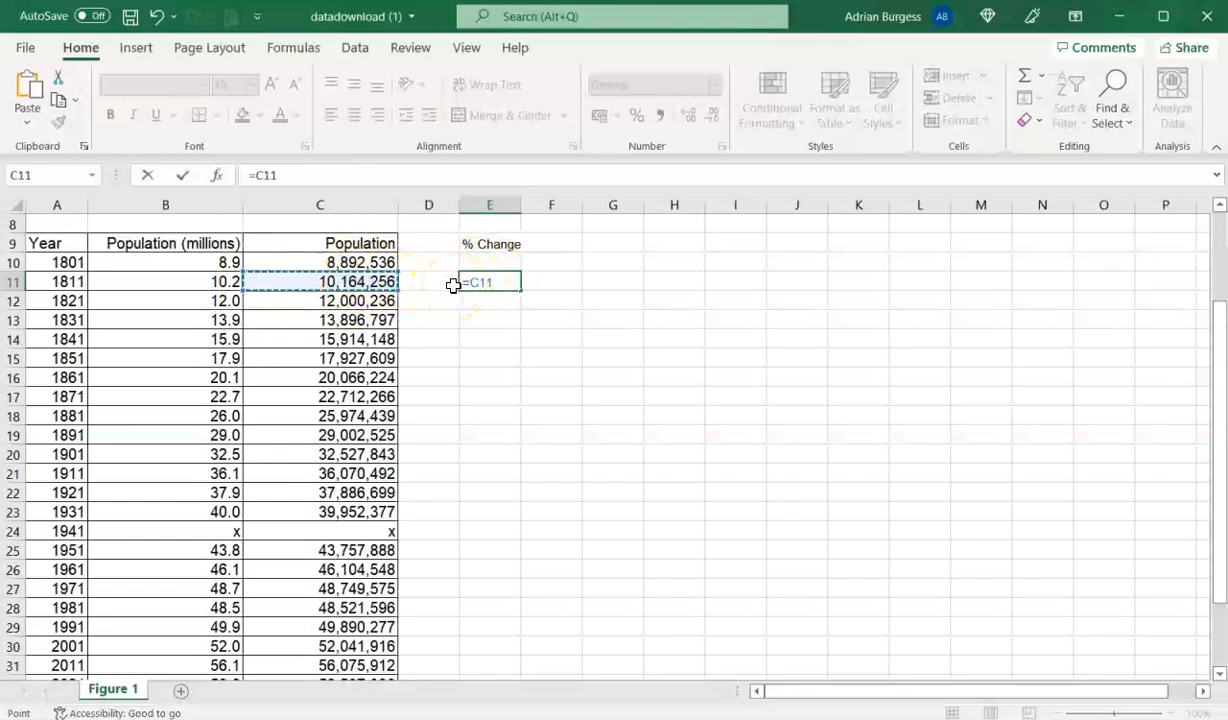 AutoSave Off datadownload (1) Search (Alt+Q) Adrian Burgess AB
File Home Insert Page Layout Formulas Data Review View Help Comments Share
Paste Wrap Text General Conditional Formatting Format as Table Cell Styles Insert Sort & Filter Find & Select Analyze Data
B I U Merge & Center Delete
Format
Clipboard Font Alignment Number Styles Cells Editing Analysis
C11 =C11
A B C D E F G H I J K L M N O P
8
9 Year Population (millions) Population % Change
10 1801 8.9 8,892,536
11 1811 10.2 10,164,256 =C11
12 1821 12.0 12,000,236
13 1831 13.9 13,896,797
14 1841 15.9 15,914,148
15 1851 17.9 17,927,609
16 1861 20.1 20,066,224
17 1871 22.7 22,712,266
18 1881 26.0 25,974,439
19 1891 29.0 29,002,525
20 1901 32.5 32,527,843
21 1911 36.1 36,070,492
22 1921 37.9 37,886,699
23 1931 40.0 39,952,377
24 1941 x x
25 1951 43.8 43,757,888
26 1961 46.1 46,104,548
27 1971 48.7 48,749,575
28 1981 48.5 48,521,596
29 1991 49.9 49,890,277
30 2001 52.0 52,041,916
31 2011 56.1 56,075,912
Figure 1
Point Accessibility: Good to go 100%